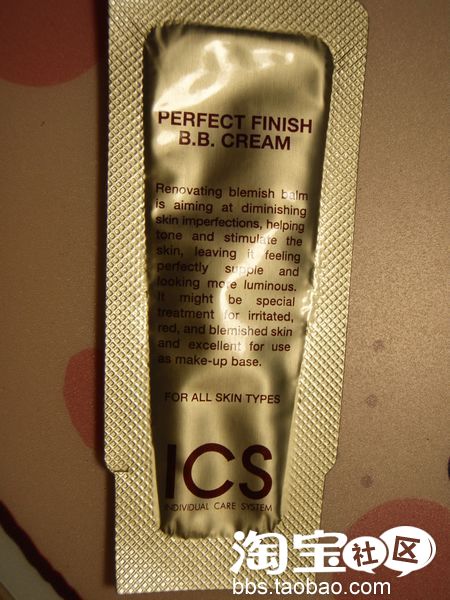 PERFECT FINISH
B.B. CREAM
Renovating blemish balm
is aiming at diminishing
skin imperfections, helping
tone and stimulate the
skin, leaving it feeling
perfectly supple and
looking more luminous.
It might be special
treatment for irritated,
red, and blemished skin
and excellent for use
as make-up base.
FOR ALL SKIN TYPES
ICS
INDIVIDUAL CARE SYSTEM
淘宝社区
bbs.taobao.com